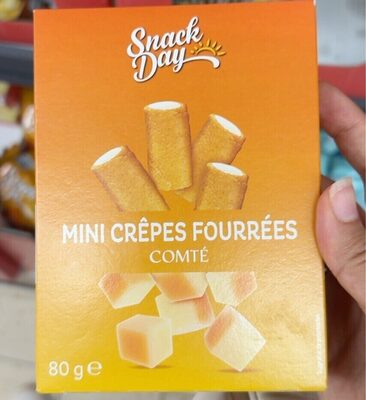 Snack
Day
MINI CRÊPES FOURRÉES
COMTÉ
80 g e